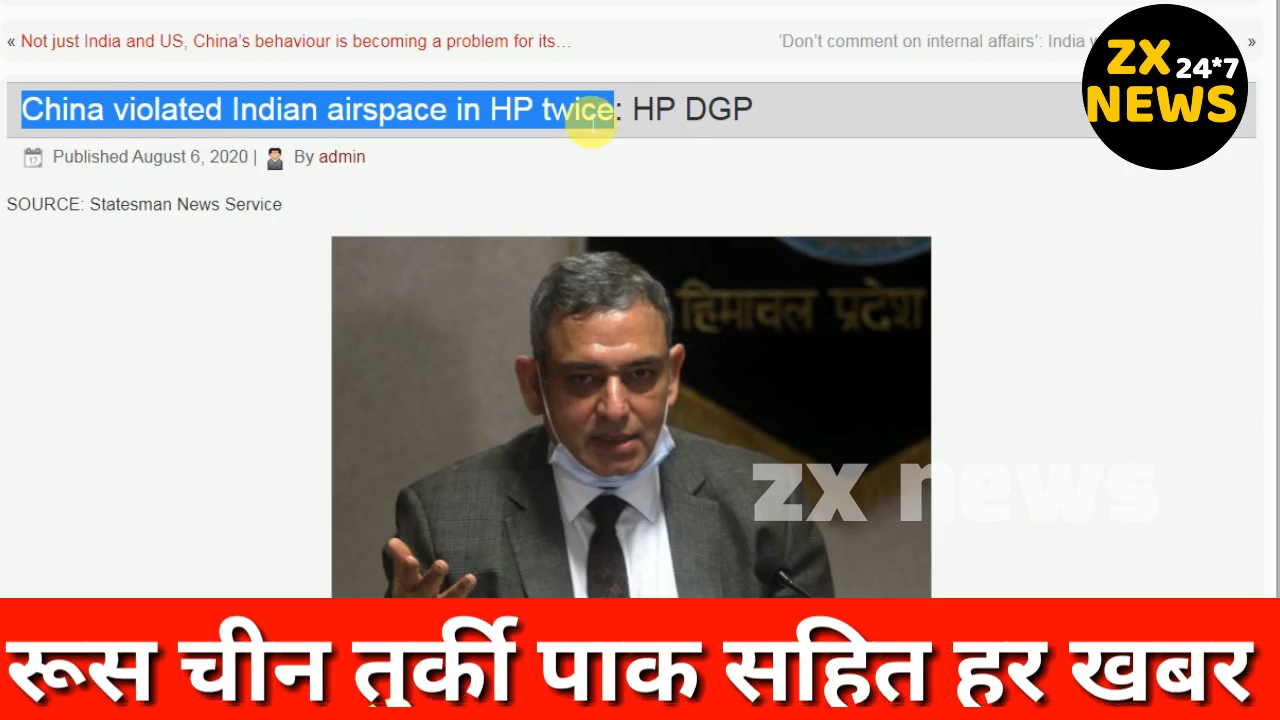 « Not just India and US, China's behaviour is becoming a problem for its...
'Don't comment on internal affairs': India
»
ZX 24*7
NEWS
China violated Indian airspace in HP twice: HP DGP
17
Published August 6, 2020 | By admin
SOURCE: Statesman News Service
हिमाचल प्रदेश
zx news
रूस चीन तुर्की पाक सहित हर खबर